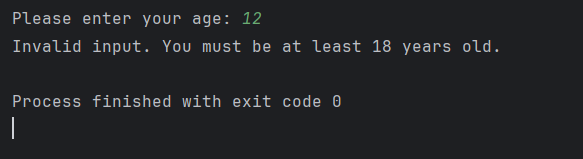 Please enter your age: 12
Invalid input. You must be at least 18 years old.
Process finished with exit code 0